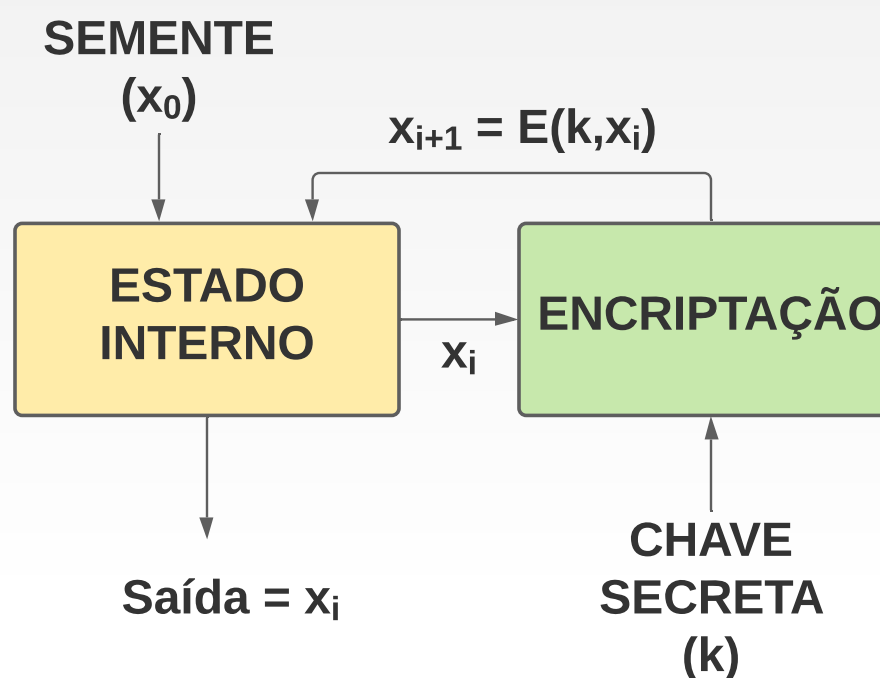 SEMENTE
(x₀)
xᵢ₊₁ = E(k,xᵢ)
ESTADO
INTERNO
ENCRIPTAÇÃO
xᵢ
Saída = xᵢ
CHAVE
SECRETA
(k)